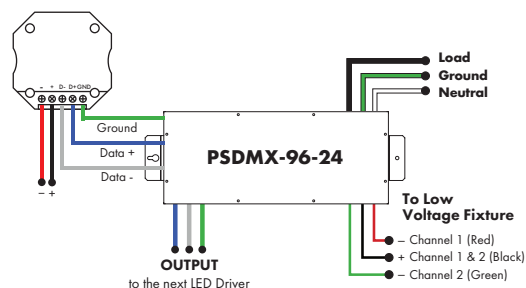 Load
Ground
Neutral
- + D- D+ GND
Ground
Data +
Data -
PSDMX-96-24
– +
To Low
Voltage Fixture
– Channel 1 (Red)
+ Channel 1 & 2 (Black)
– Channel 2 (Green)
OUTPUT
to the next LED Driver